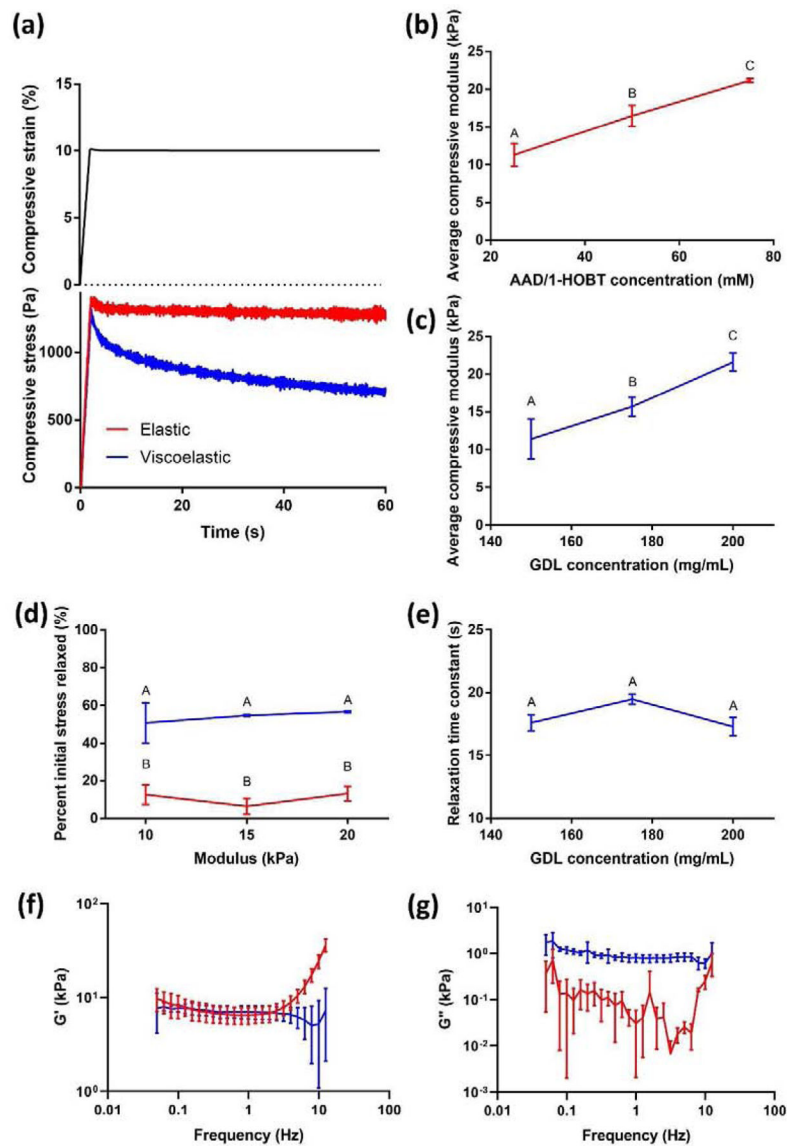 (a)
15
10
5
0
Compressive strain (%)
1000
500
0
Compressive stress (Pa)
Elastic
Viscoelastic
0 20 40 60
Time (s)
(b)
25
20
15
10
5
0
Average compressive modulus (kPa)
A
B
C
20 40 60 80
AAD/1-HOBT concentration (mM)
(c)
25
20
15
10
5
0
Average compressive modulus (kPa)
A
B
C
140 160 180 200
GDL concentration (mg/mL)
(d)
100
80
60
40
20
0
Percent initial stress relaxed (%)
A A A
B B B
10 15 20
Modulus (kPa)
(e)
25
20
15
10
Relaxation time constant (s)
A A A
140 160 180 200
GDL concentration (mg/mL)
(f)
10²
10¹
10⁰
G' (kPa)
0.01 0.1 1 10 100
Frequency (Hz)
(g)
10¹
10⁰
10⁻¹
10⁻²
10⁻³
G'' (kPa)
0.01 0.1 1 10 100
Frequency (Hz)